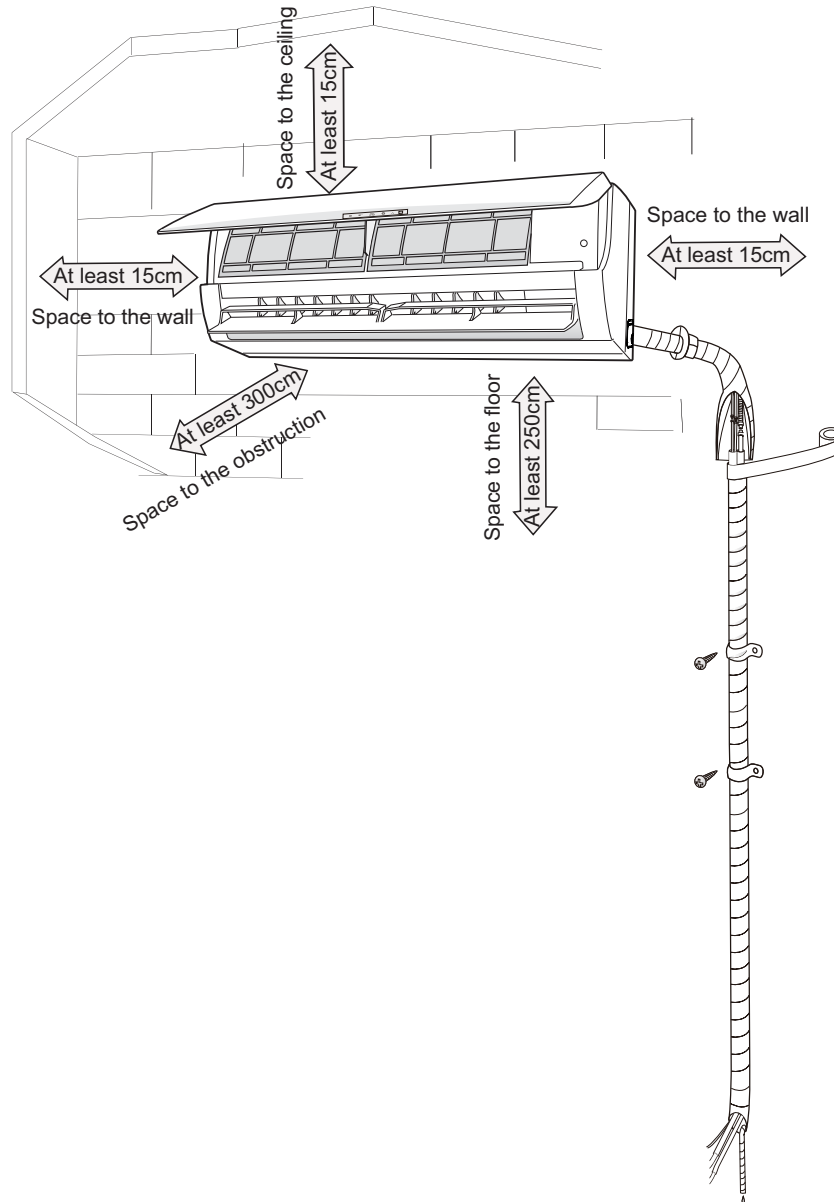 Space to the ceiling
At least 15cm
Space to the wall
At least 15cm
At least 15cm
Space to the wall
At least 300cm
Space to the obstruction
Space to the floor
At least 250cm